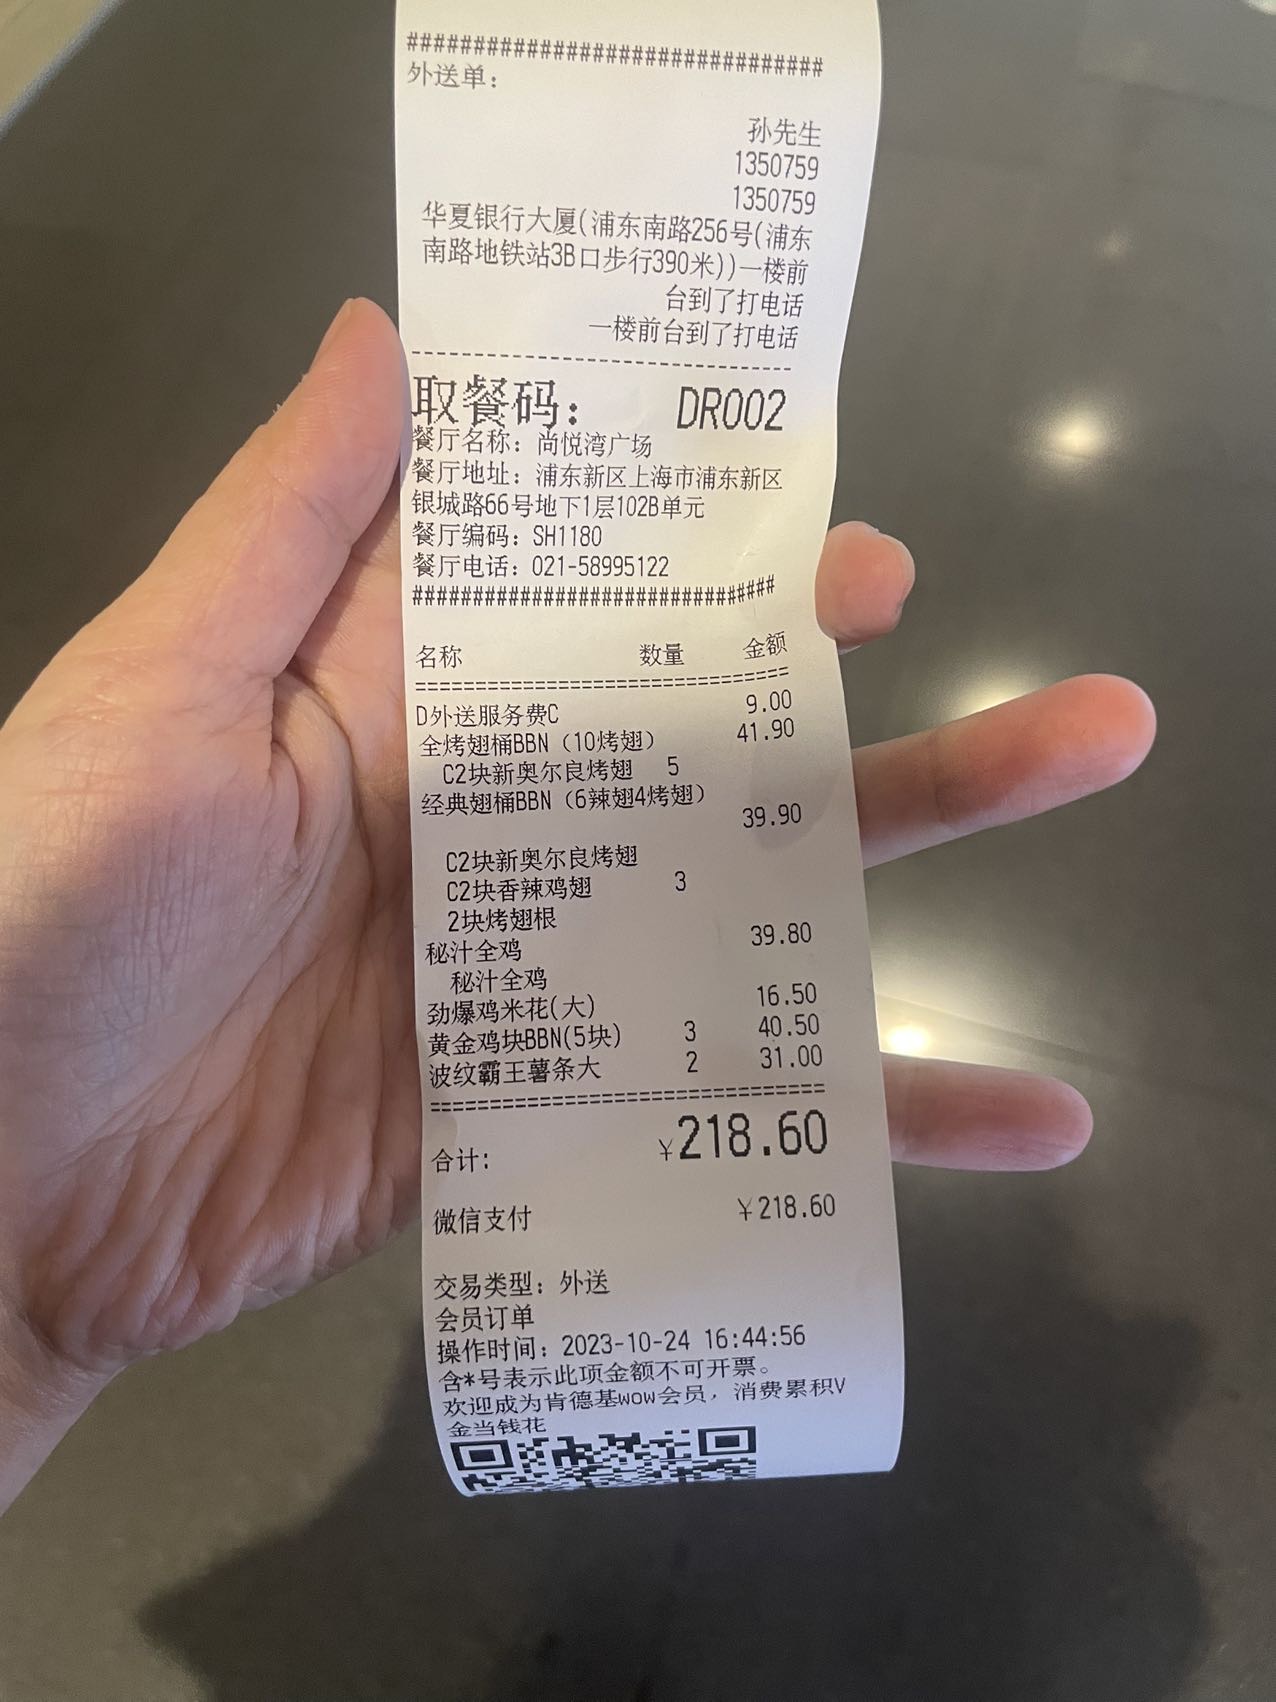 ###############################
外送单：
孙先生
1350759
1350759
华夏银行大厦(浦东南路256号(浦东
南路地铁站3B口步行390米))一楼前
台到了打电话
一楼前台到了打电话
--------------------------------
取餐码： DR002
餐厅名称：尚悦湾广场
餐厅地址：浦东新区上海市浦东新区
银城路66号地下1层102B单元
餐厅编码：SH1180
餐厅电话：021-58995122
##############################
名称 数量 金额
==============================
D外送服务费C 9.00
全烤翅桶BBN（10烤翅） 41.90
C2块新奥尔良烤翅 5
经典翅桶BBN（6辣翅4烤翅）
39.90
C2块新奥尔良烤翅
C2块香辣鸡翅 3
2块烤翅根
秘汁全鸡 39.80
秘汁全鸡
劲爆鸡米花(大) 16.50
黄金鸡块BBN(5块) 3 40.50
波纹霸王薯条大 2 31.00
==============================
合计: ￥218.60
微信支付 ￥218.60
交易类型：外送
会员订单
操作时间：2023-10-24 16:44:56
含*号表示此项金额不可开票。
欢迎成为肯德基wow会员，消费累积V
金当钱花